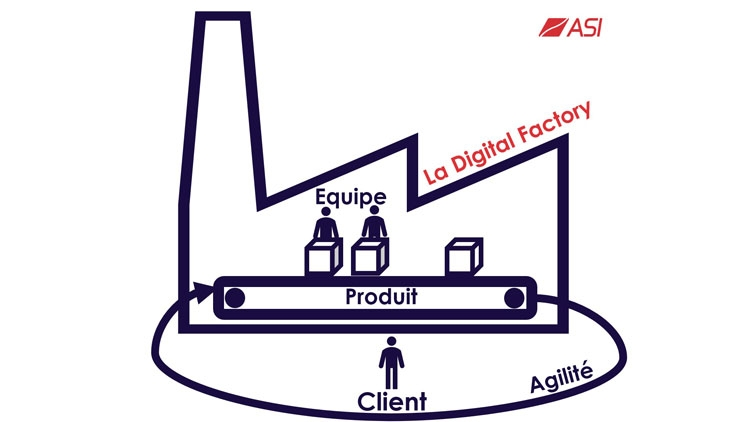 ASI
La Digital Factory
Equipe
Produit
Client
Agilité